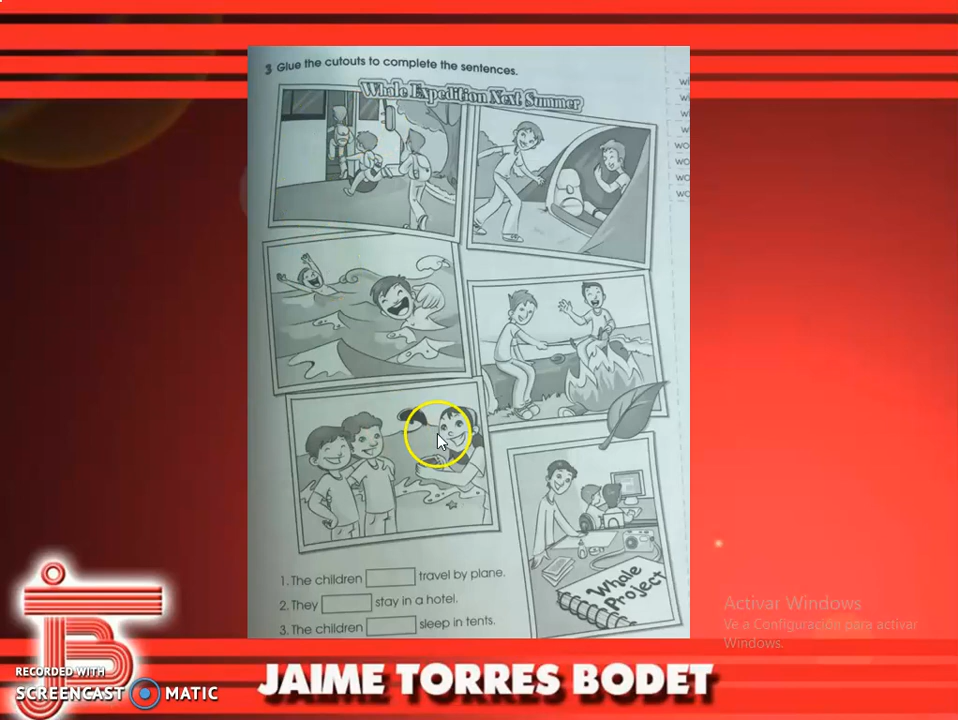 3 Glue the cutouts to complete the sentences.
Whale Expedition Next Summer
Whale
Project
1. The children travel by plane.
2. They stay in a hotel.
3. The children sleep in tents.
Activar Windows
Ve a Configuración para activar
Windows.
RECORDED WITH
SCREENCAST MATIC
JAIME TORRES BODET